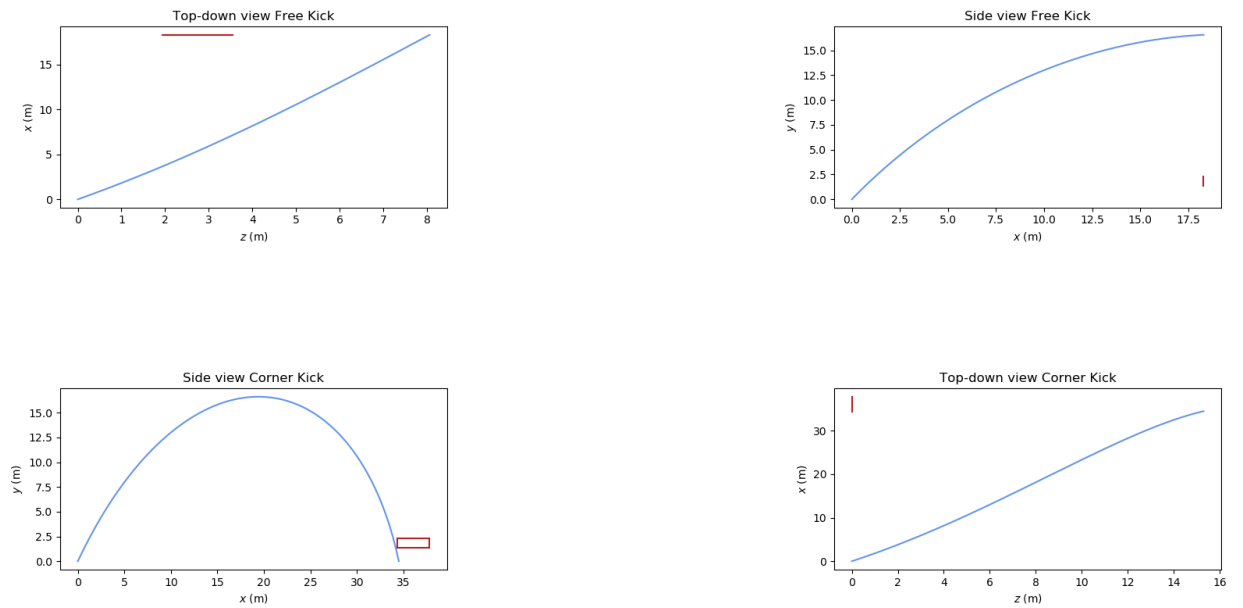 Top-down view Free Kick
15
10
5
0
0 1 2 3 4 5 6 7 8
x (m)
z (m)
Side view Free Kick
15.0
12.5
10.0
7.5
5.0
2.5
0.0
0.0 2.5 5.0 7.5 10.0 12.5 15.0 17.5
y (m)
x (m)
Side view Corner Kick
15.0
12.5
10.0
7.5
5.0
2.5
0.0
0 5 10 15 20 25 30 35
y (m)
x (m)
Top-down view Corner Kick
30
20
10
0
0 2 4 6 8 10 12 14 16
x (m)
z (m)